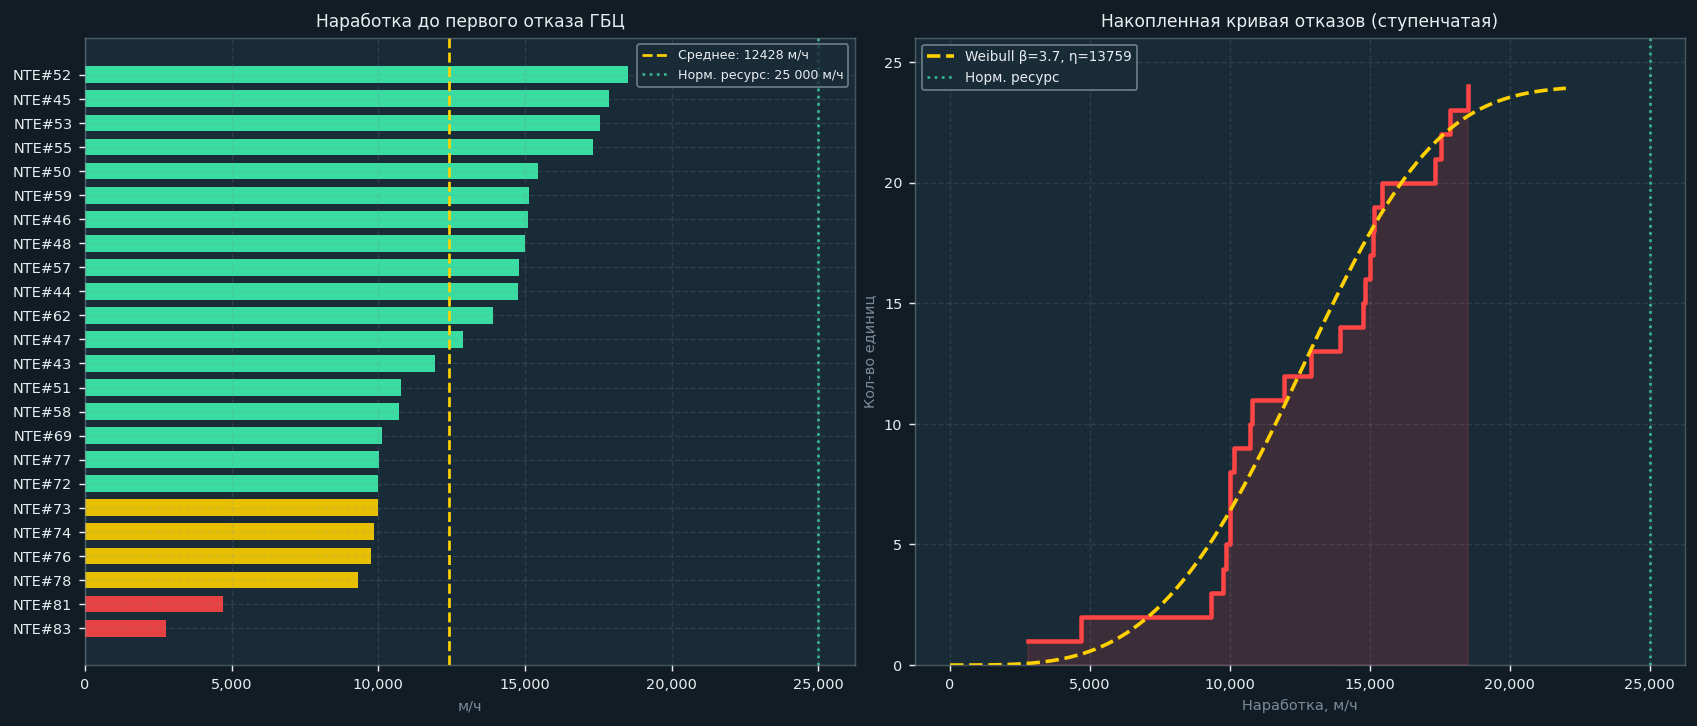 Наработка до первого отказа ГБЦ
Среднее: 12428 м/ч
Норм. ресурс: 25 000 м/ч
NTE#52
NTE#45
NTE#53
NTE#55
NTE#50
NTE#59
NTE#46
NTE#48
NTE#57
NTE#44
NTE#62
NTE#47
NTE#43
NTE#51
NTE#58
NTE#69
NTE#77
NTE#72
NTE#73
NTE#74
NTE#76
NTE#78
NTE#81
NTE#83
0 5,000 10,000 15,000 20,000 25,000
м/ч
Накопленная кривая отказов (ступенчатая)
Weibull β=3.7, η=13759
Норм. ресурс
Кол-во единиц
25
20
15
10
5
0
0 5,000 10,000 15,000 20,000 25,000
Наработка, м/ч